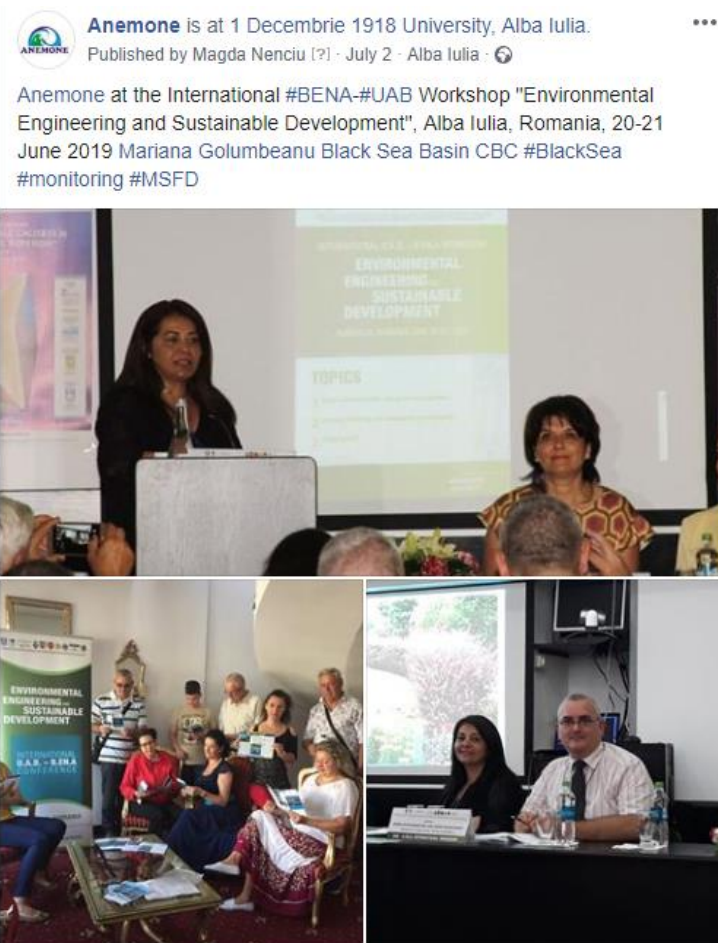 ANEMONE
Anemone is at 1 Decembrie 1918 University, Alba Iulia.
Published by Magda Nenciu [?] · July 2 · Alba Iulia ·
Anemone at the International #BENA-#UAB Workshop "Environmental
Engineering and Sustainable Development", Alba Iulia, Romania, 20-21
June 2019 Mariana Golumbeanu Black Sea Basin CBC #BlackSea
#monitoring #MSFD
ENVIRONMENTAL
ENGINEERING
SUSTAINABLE
DEVELOPMENT
TOPICS
ENVIRONMENTAL
ENGINEERING
SUSTAINABLE
DEVELOPMENT
INTERNATIONAL
U.A.B. - B.EN.A
CONFERENCE